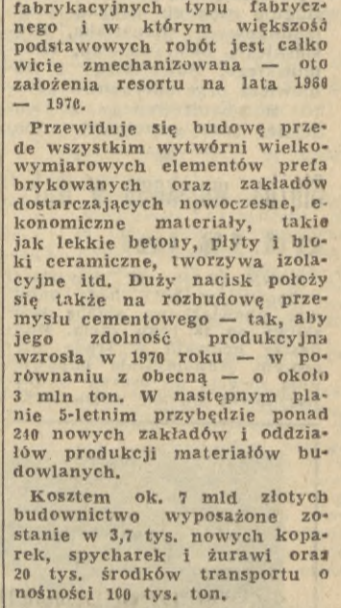 fabrykacyjnych typu fabrycz-
nego i w którym większość
podstawowych robót jest całko
wicie zmechanizowana — oto
założenia resortu na lata 1966
— 1970.
Przewiduje się budowę prze-
de wszystkim wytwórni wielko-
wymiarowych elementów prefa
brykowanych oraz zakładów
dostarczających nowoczesne, e-
konomiczne materiały, takie
jak lekkie betony, płyty i blo-
ki ceramiczne, tworzywa izola-
cyjne itd. Duży nacisk położy
się także na rozbudowę prze-
mysłu cementowego — tak, aby
jego zdolność produkcyjna
wzrosła w 1970 roku — w po-
równaniu z obecną — o około
3 mln ton. W następnym pla-
nie 5-letnim przybędzie ponad
240 nowych zakładów i oddzia-
łów produkcji materiałów bu-
dowlanych.
Kosztem ok. 7 mld złotych
budownictwo wyposażone zo-
stanie w 3,7 tys. nowych kopa-
rek, spycharek i żurawi oraz
20 tys. środków transportu o
nośności 100 tys. ton.